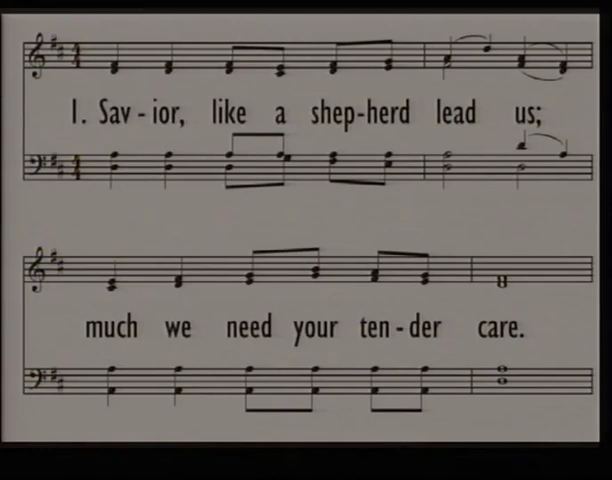 1. Sav - ior, like a shep-herd lead us;
much we need your ten - der care.